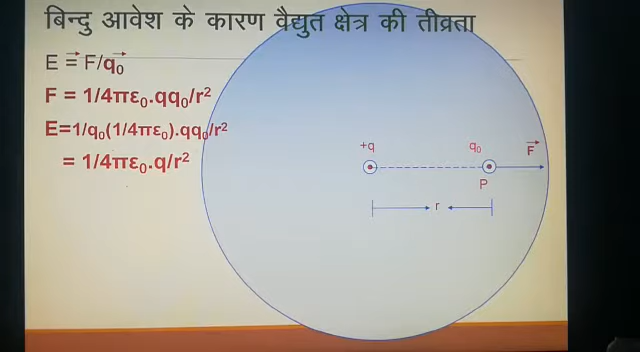 बिन्दु आवेश के कारण वैद्युत क्षेत्र की तीव्रता
E⃗ = F⃗/q₀
F = 1/4πε₀.qq₀/r²
E=1/q₀(1/4πε₀).qq₀/r²
= 1/4πε₀.q/r²
+q q₀ F⃗
P
r